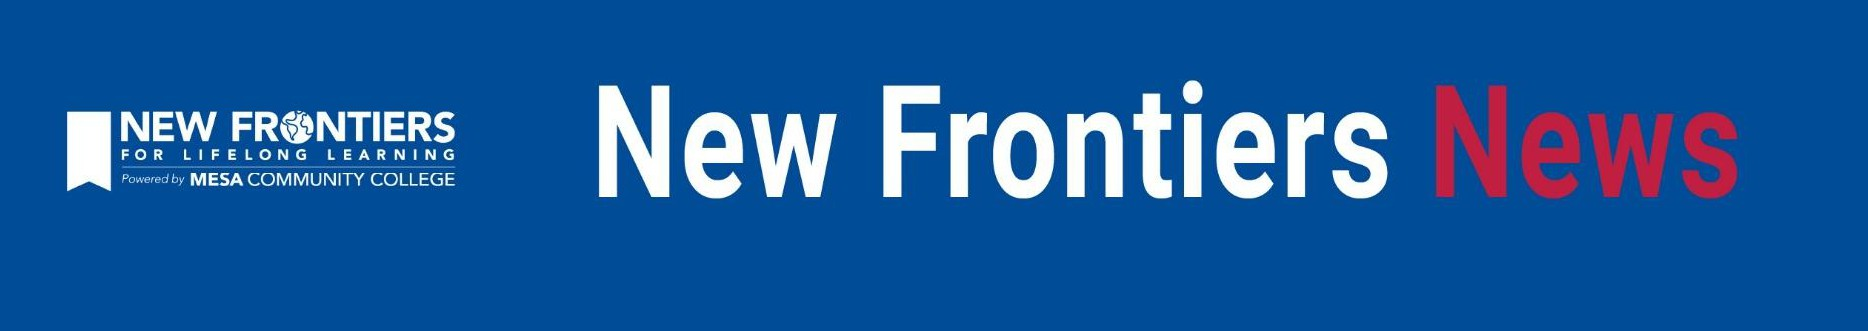 NEW FRONTIERS
FOR LIFELONG LEARNING
Powered by MESA COMMUNITY COLLEGE
New Frontiers News